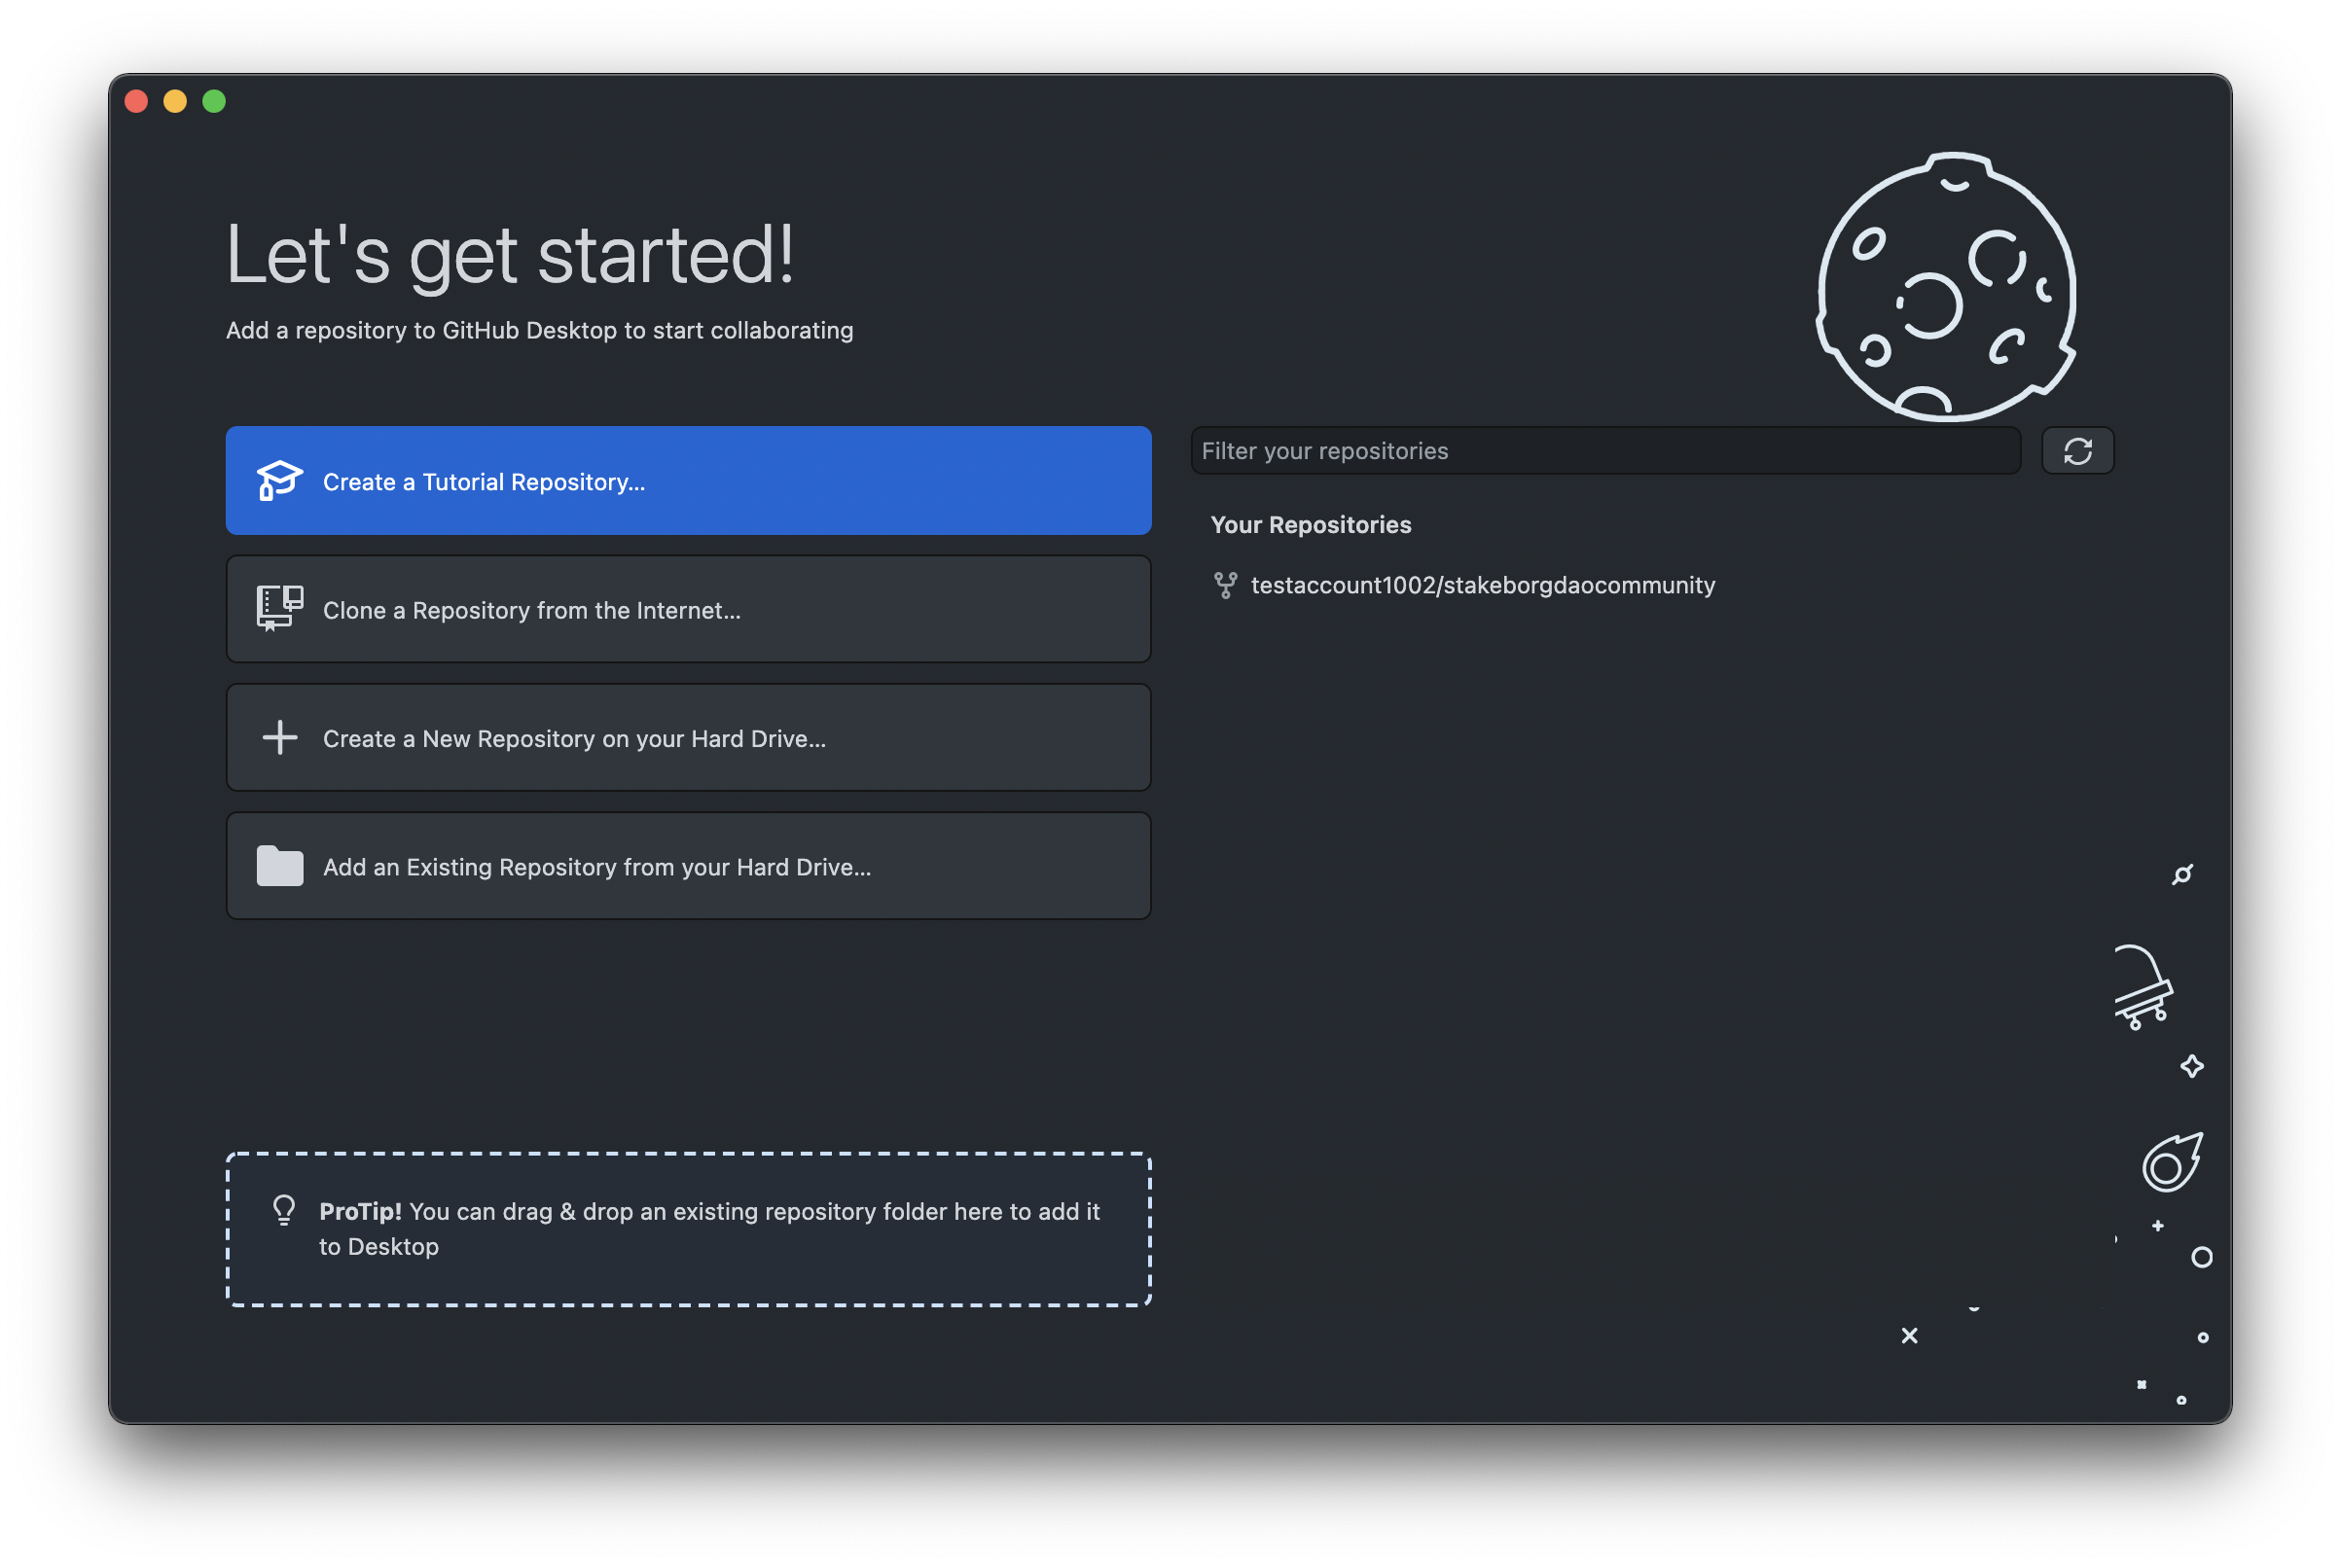 Let's get started!
Add a repository to GitHub Desktop to start collaborating
Create a Tutorial Repository...
Clone a Repository from the Internet...
Create a New Repository on your Hard Drive...
Add an Existing Repository from your Hard Drive...
ProTip! You can drag & drop an existing repository folder here to add it
to Desktop
Filter your repositories
Your Repositories
testaccount1002/stakeborgdaocommunity